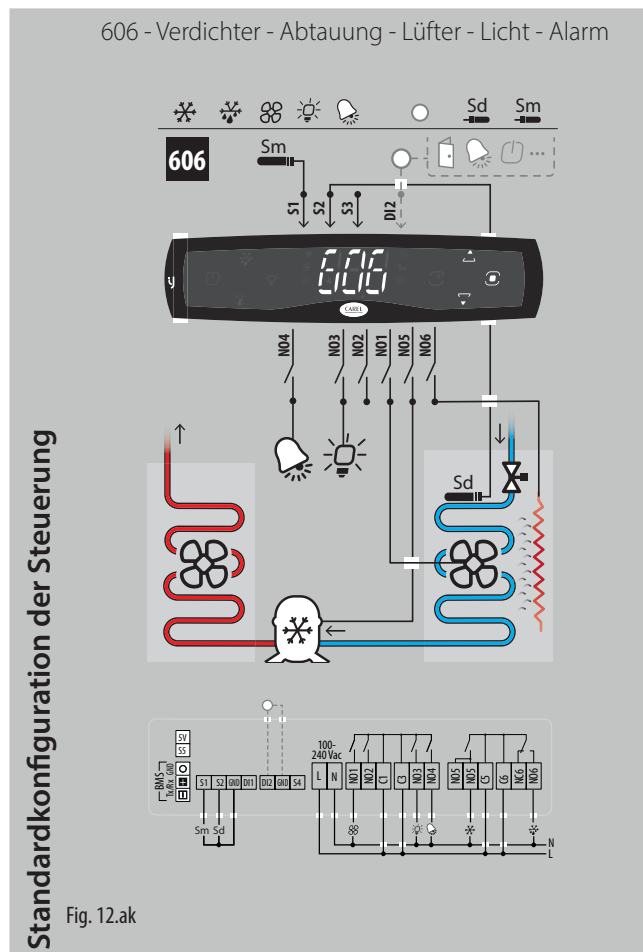 606 - Verdichter - Abtauung - Lüfter - Licht - Alarm
Sd Sm
606
Sm
S1 S2 S3 DI2
606
y
CAREL
NO4 NO3 NO2 NO1 NO5 NO6
Sd
Standardkonfiguration der Steuerung
5V
S5
BMS
Tx/Rx GND
S1 S2 GND DI1 DI2 GND S4
100-
240 Vac
L N NO1 NO2 C1 C3 NO3 NO4 NO5 NO5 C5 C6 NC6 NO6
Sm Sd
N
L
Fig. 12.ak